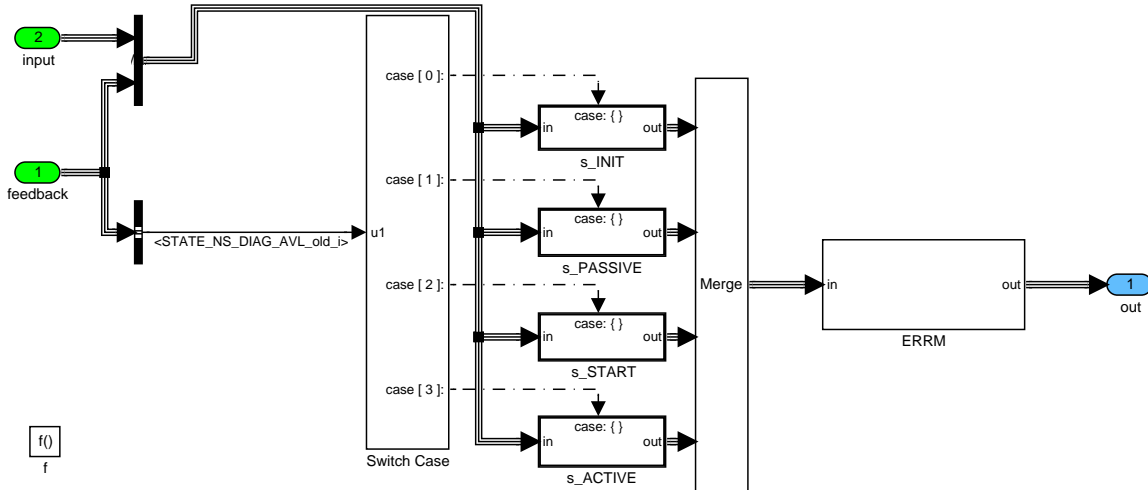 2
input
1
feedback
<STATE_NS_DIAG_AVL_old_i>
u1
case [ 0 ]:
case [ 1 ]:
case [ 2 ]:
case [ 3 ]:
Switch Case
case: { }
in
out
s_INIT
case: { }
in
out
s_PASSIVE
case: { }
in
out
s_START
case: { }
in
out
s_ACTIVE
Merge
in
out
ERRM
1
out
f()
f